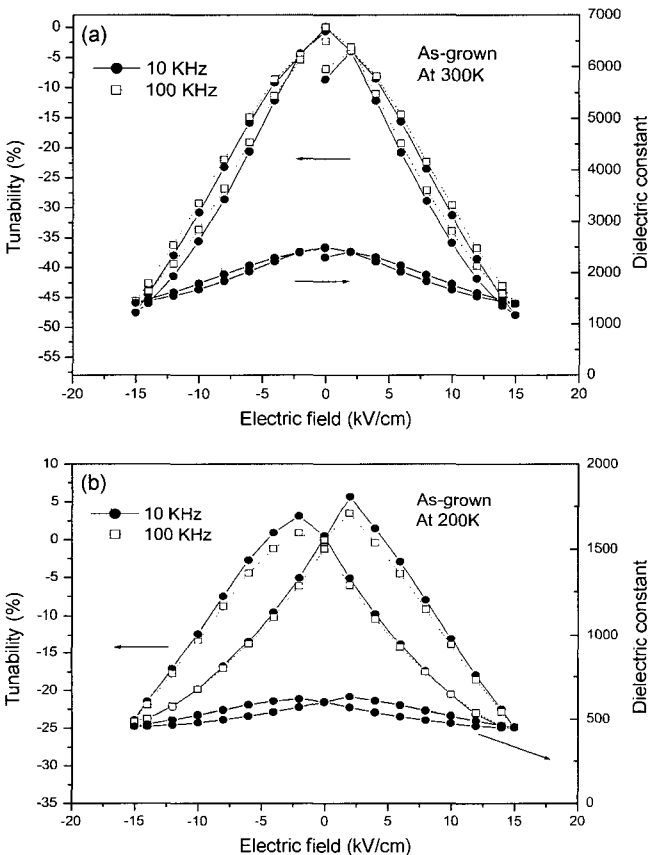 (a)
10 KHz
100 KHz
As-grown
At 300K
Tunability (%)
0
-5
-10
-15
-20
-25
-30
-35
-40
-45
-50
-55
Dielectric constant
7000
6000
5000
4000
3000
2000
1000
0
-20 -15 -10 -5 0 5 10 15 20
Electric field (kV/cm)
(b)
10 KHz
100 KHz
As-grown
At 200K
Tunability (%)
10
5
0
-5
-10
-15
-20
-25
-30
-35
Dielectric constant
2000
1500
1000
500
0
-20 -15 -10 -5 0 5 10 15 20
Electric field (kV/cm)